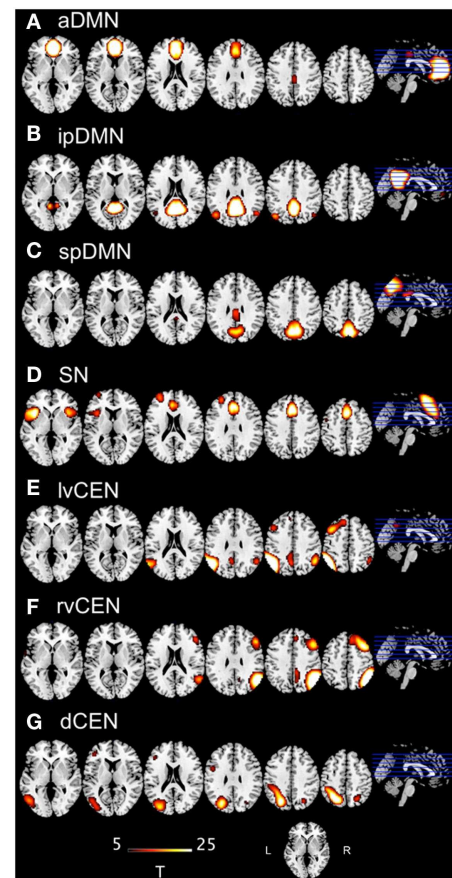 A aDMN
B ipDMN
C spDMN
D SN
E lvCEN
F rvCEN
G dCEN
5 25
T
L R